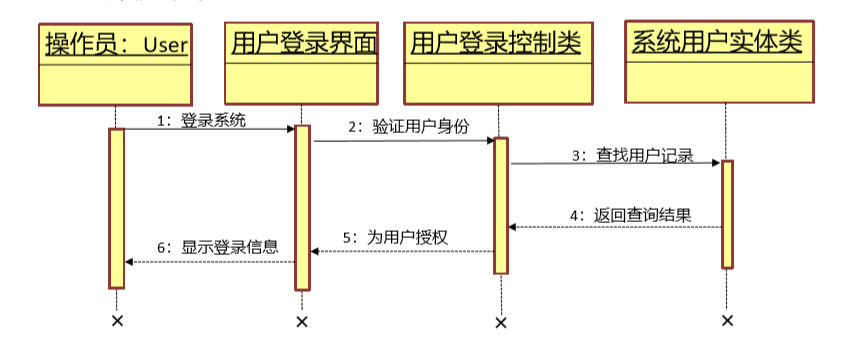 操作员：User
用户登录界面
用户登录控制类
系统用户实体类
1：登录系统
2：验证用户身份
3：查找用户记录
4：返回查询结果
5：为用户授权
6：显示登录信息